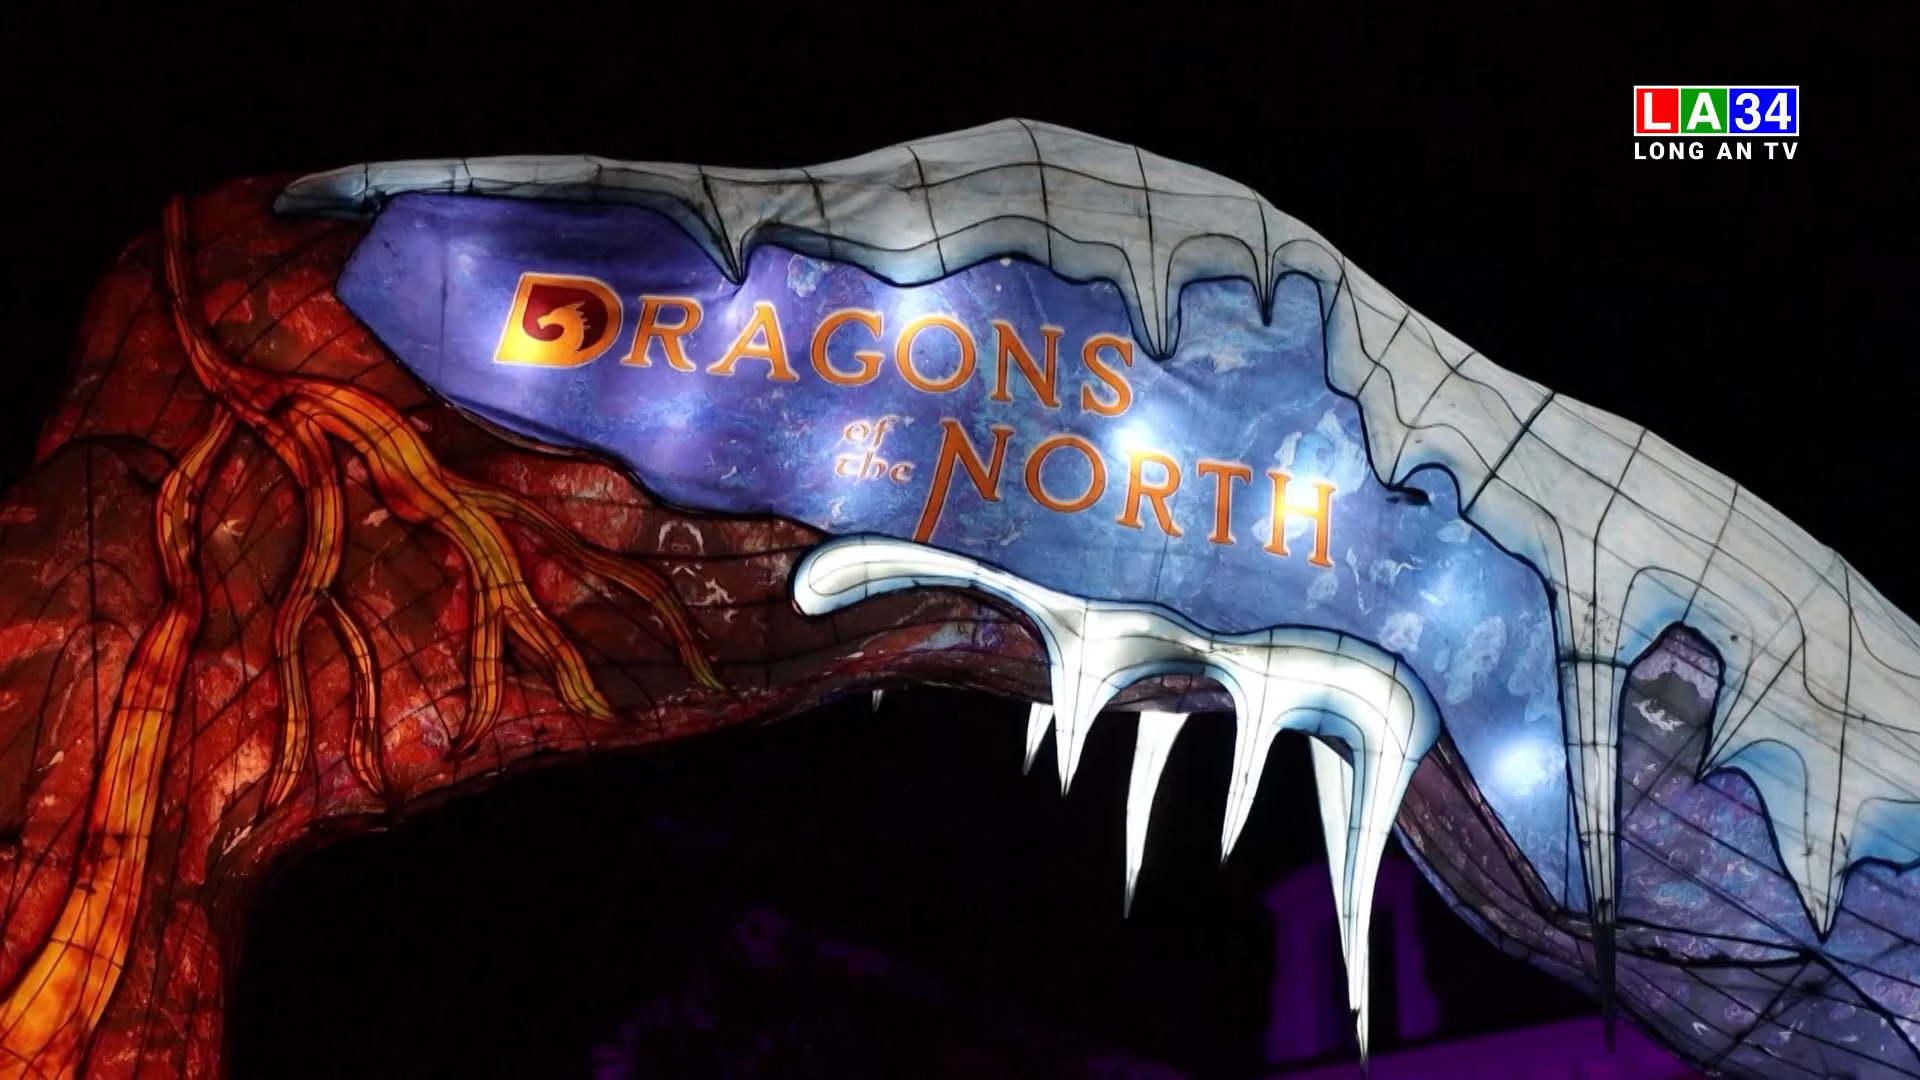 DRAGONS
of
the
NORTH
LA34
LONG AN TV